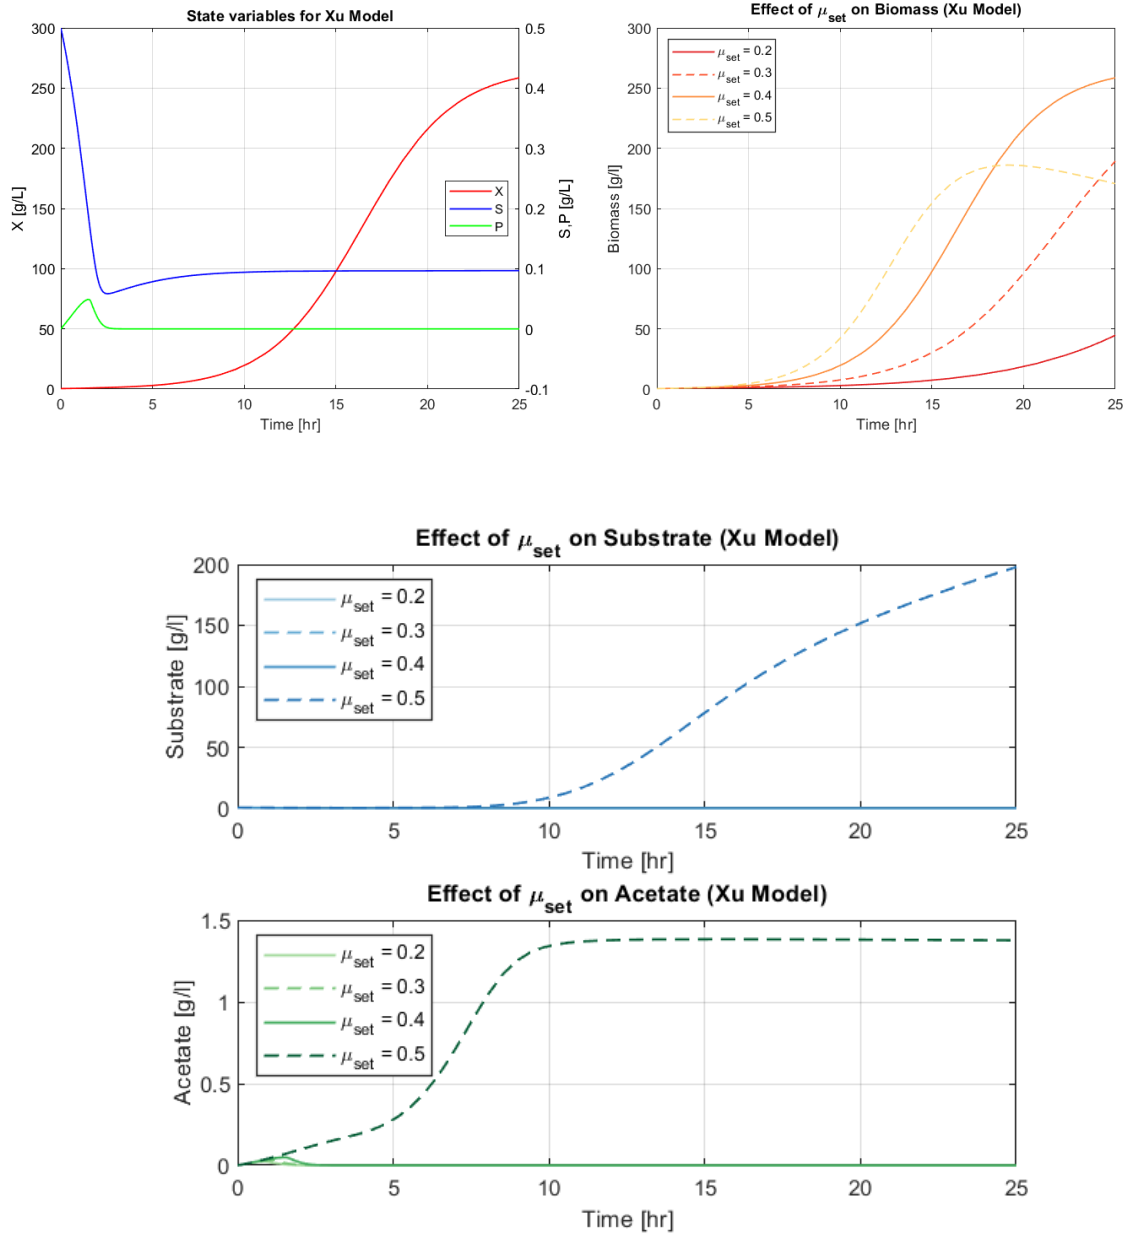 State variables for Xu Model
300
250
200
150
100
50
0
X [g/L]
0.5
0.4
0.3
0.2
0.1
0
-0.1
S,P [g/L]
X
S
P
0 5 10 15 20 25
Time [hr]
Effect of μset on Biomass (Xu Model)
300
250
200
150
100
50
0
Biomass [g/l]
μset = 0.2
μset = 0.3
μset = 0.4
μset = 0.5
0 5 10 15 20 25
Time [hr]
Effect of μset on Substrate (Xu Model)
200
150
100
50
0
Substrate [g/l]
μset = 0.2
μset = 0.3
μset = 0.4
μset = 0.5
0 5 10 15 20 25
Time [hr]
Effect of μset on Acetate (Xu Model)
1.5
1
0.5
0
Acetate [g/l]
μset = 0.2
μset = 0.3
μset = 0.4
μset = 0.5
0 5 10 15 20 25
Time [hr]